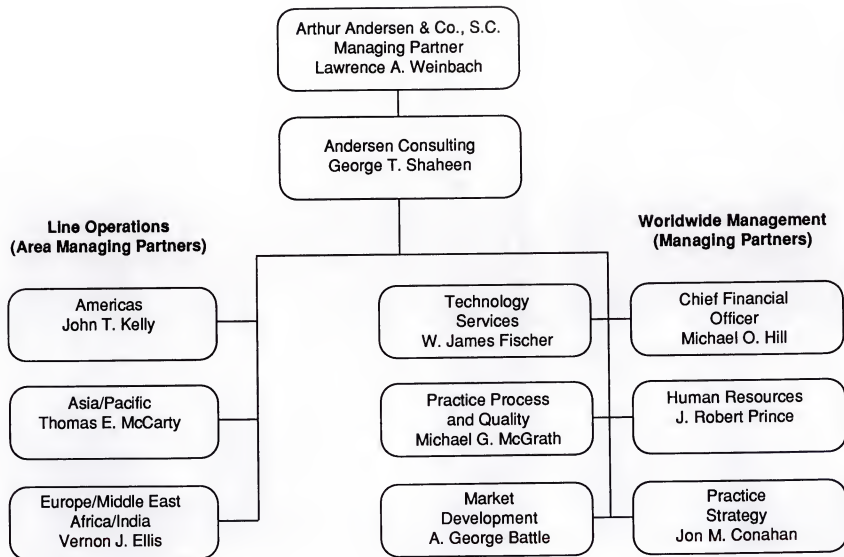 Arthur Andersen & Co., S.C.
Managing Partner
Lawrence A. Weinbach
Andersen Consulting
George T. Shaheen
Line Operations
(Area Managing Partners)
Worldwide Management
(Managing Partners)
Americas
John T. Kelly
Technology
Services
W. James Fischer
Chief Financial
Officer
Michael O. Hill
Asia/Pacific
Thomas E. McCarty
Practice Process
and Quality
Michael G. McGrath
Human Resources
J. Robert Prince
Europe/Middle East
Africa/India
Vernon J. Ellis
Market
Development
A. George Battle
Practice
Strategy
Jon M. Conahan